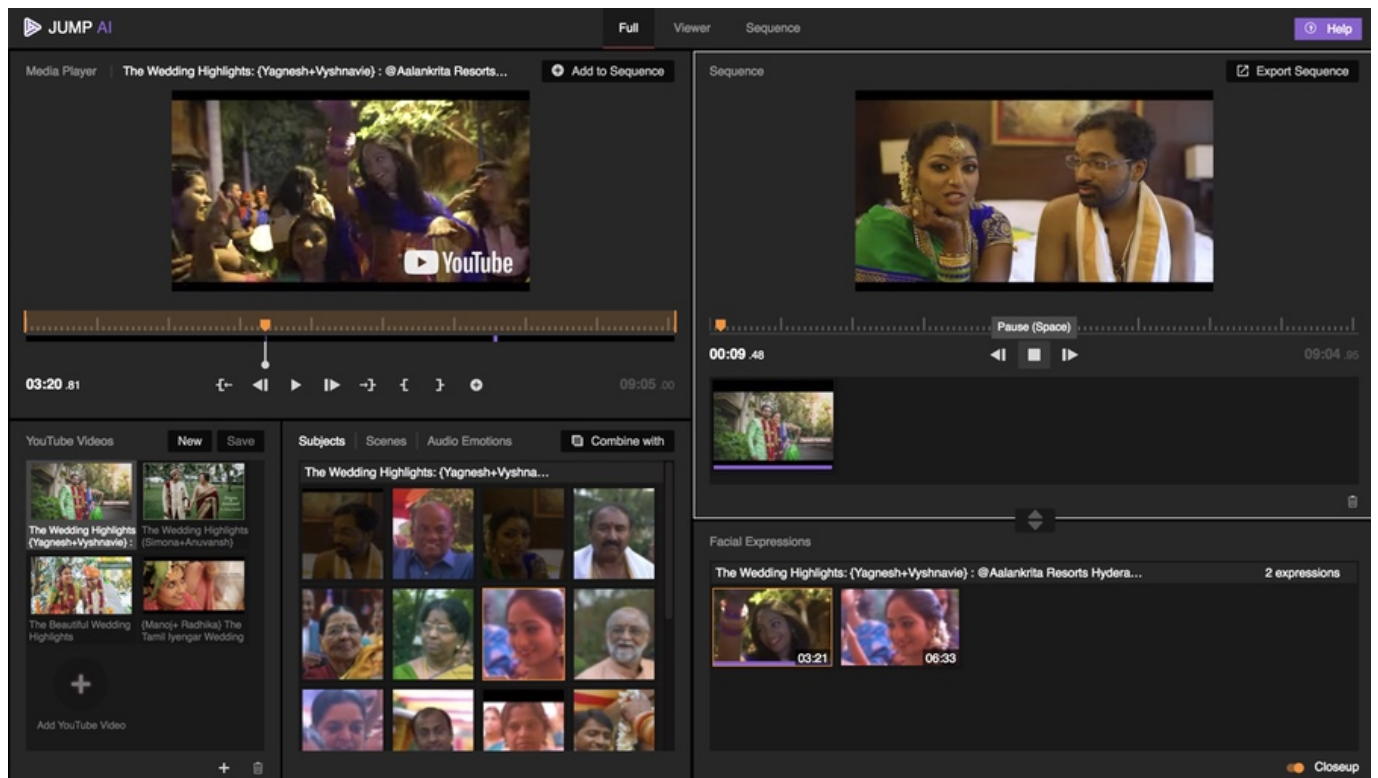 JUMP AI
Full
Viewer
Sequence
Help
Media Player
The Wedding Highlights: {Yagnesh+Vyshnavie} : @Aalankrita Resorts...
Add to Sequence
YouTube
03:20 .81
09:05 .00
Sequence
Export Sequence
Pause (Space)
00:09 .48
09:04 .95
YouTube Videos
New
Save
The Wedding Highlights
{Yagnesh+Vyshnavie} :
The Wedding Highlights
{Simona+Anuvansh}
The Beautiful Wedding
Highlights
{Manoj+ Radhika} The
Tamil Iyengar Wedding
Add YouTube Video
Subjects
Scenes
Audio Emotions
Combine with
The Wedding Highlights: {Yagnesh+Vyshna...
Facial Expressions
The Wedding Highlights: {Yagnesh+Vyshnavie} : @Aalankrita Resorts Hydera...
2 expressions
03:21
06:33
Closeup